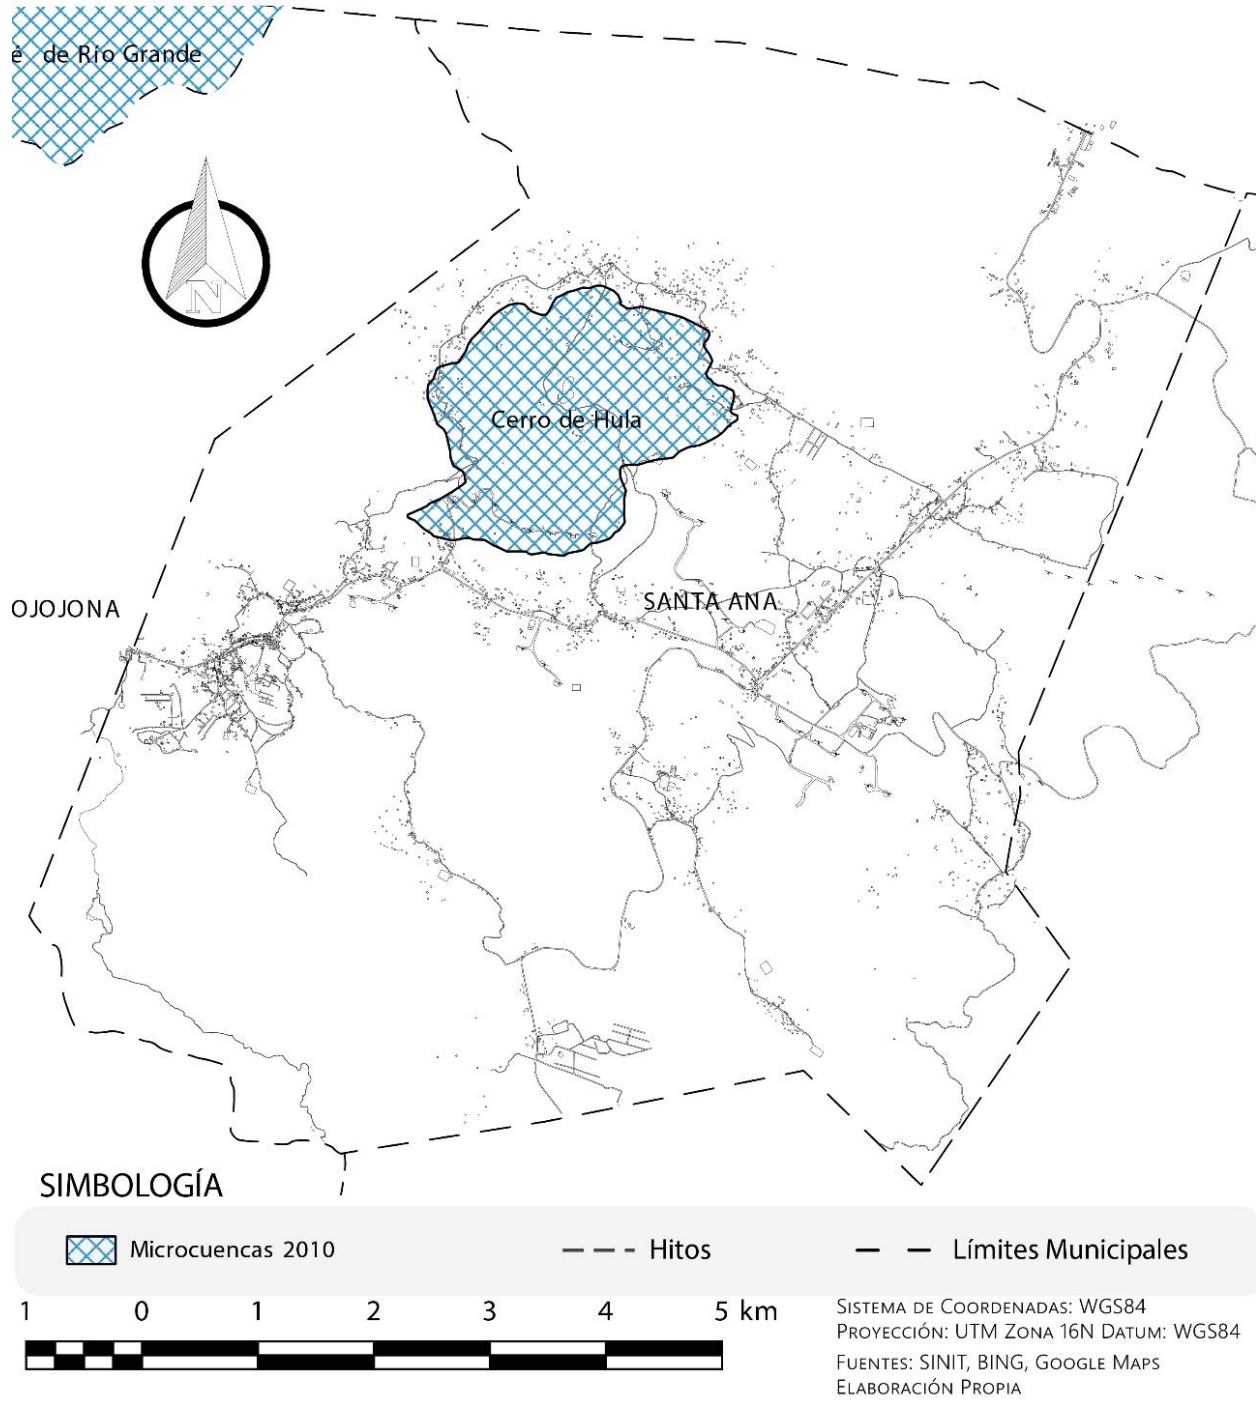 é de Río Grande
N
Cerro de Hula
OJOJONA
SANTA ANA
SIMBOLOGÍA
Microcuencas 2010
Hitos
Límites Municipales
1 0 1 2 3 4 5 km
SISTEMA DE COORDENADAS: WGS84
PROYECCIÓN: UTM ZONA 16N DATUM: WGS84
FUENTES: SINIT, BING, GOOGLE MAPS
ELABORACIÓN PROPIA